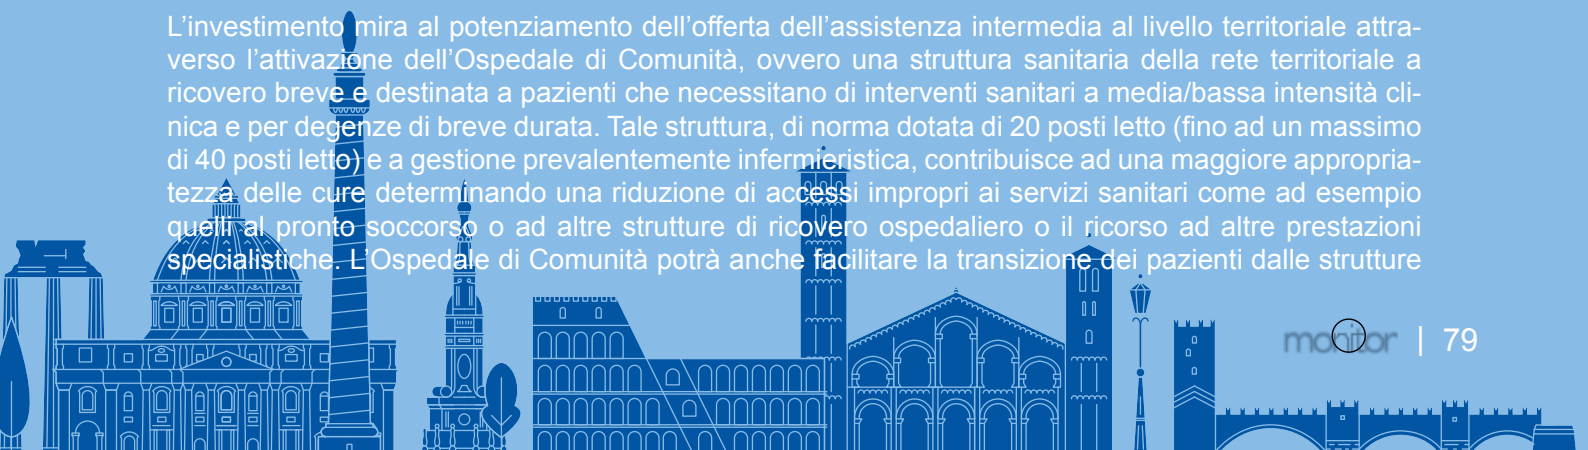 L’investimento mira al potenziamento dell’offerta dell’assistenza intermedia al livello territoriale attra-
verso l’attivazione dell’Ospedale di Comunità, ovvero una struttura sanitaria della rete territoriale a
ricovero breve e destinata a pazienti che necessitano di interventi sanitari a media/bassa intensità cli-
nica e per degenze di breve durata. Tale struttura, di norma dotata di 20 posti letto (fino ad un massimo
di 40 posti letto) e a gestione prevalentemente infermieristica, contribuisce ad una maggiore appropria-
tezza delle cure determinando una riduzione di accessi impropri ai servizi sanitari come ad esempio
quelli al pronto soccorso o ad altre strutture di ricovero ospedaliero o il ricorso ad altre prestazioni
specialistiche. L’Ospedale di Comunità potrà anche facilitare la transizione dei pazienti dalle strutture
monitor | 79